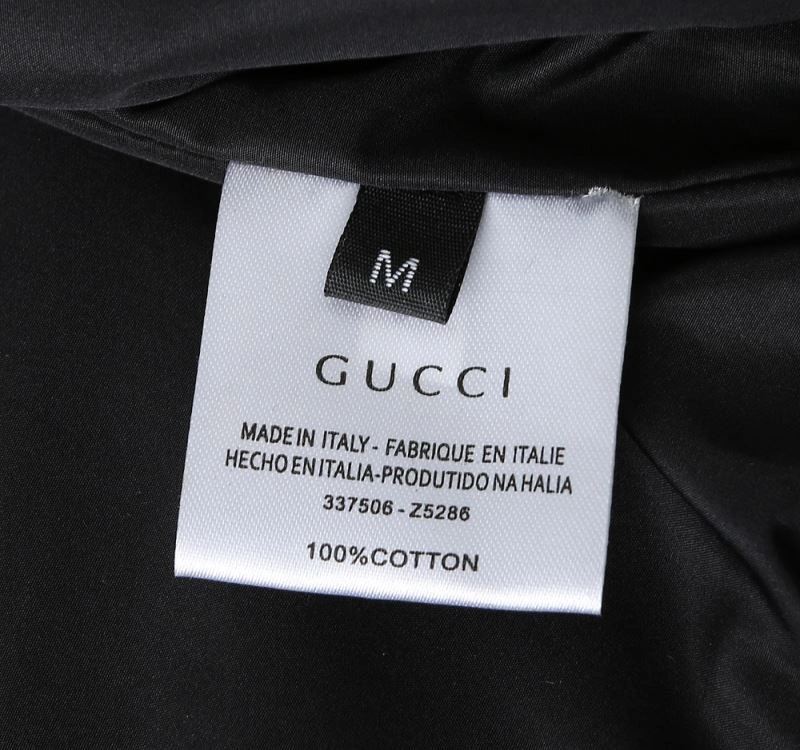 M
GUCCI
MADE IN ITALY - FABRIQUE EN ITALIE
HECHO EN ITALIA-PRODUTIDO NA HALIA
337506 - Z5286
100%COTTON